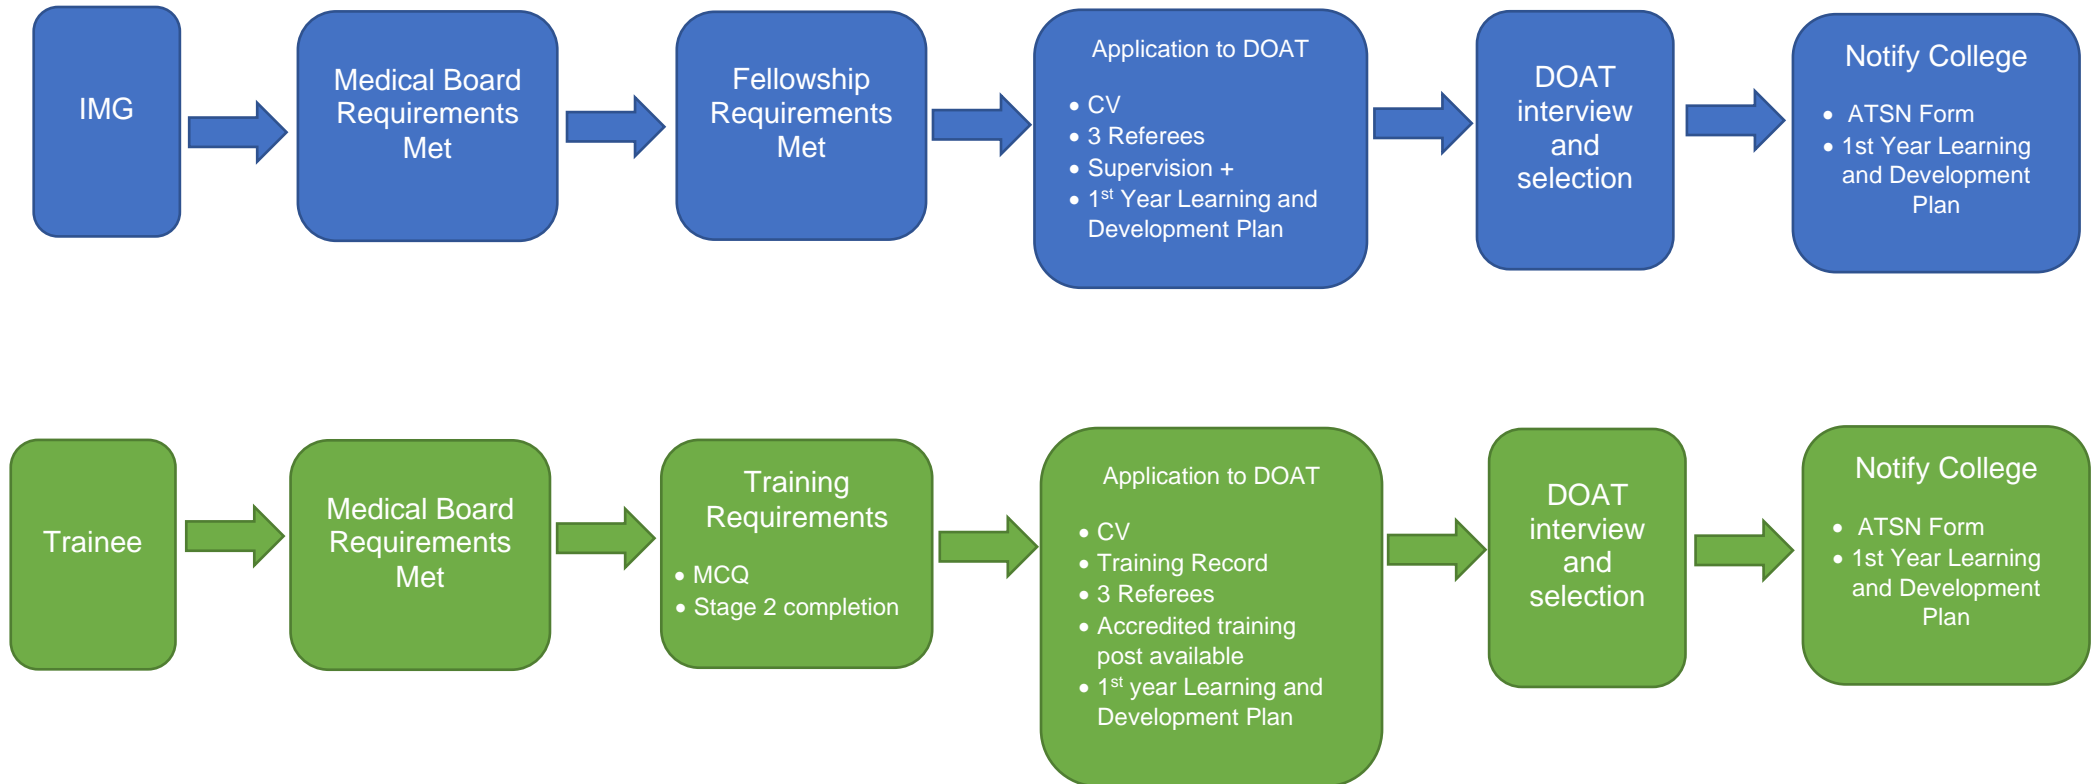 IMG
Medical Board
Requirements
Met
Fellowship
Requirements
Met
Application to DOAT
• CV
• 3 Referees
• Supervision +
• 1st Year Learning and
Development Plan
DOAT
interview
and
selection
Notify College
• ATSN Form
• 1st Year Learning
and Development
Plan
Trainee
Medical Board
Requirements
Met
Training
Requirements
• MCQ
• Stage 2 completion
Application to DOAT
• CV
• Training Record
• 3 Referees
• Accredited training
post available
• 1st year Learning and
Development Plan
DOAT
interview
and
selection
Notify College
• ATSN Form
• 1st Year Learning
and Development
Plan